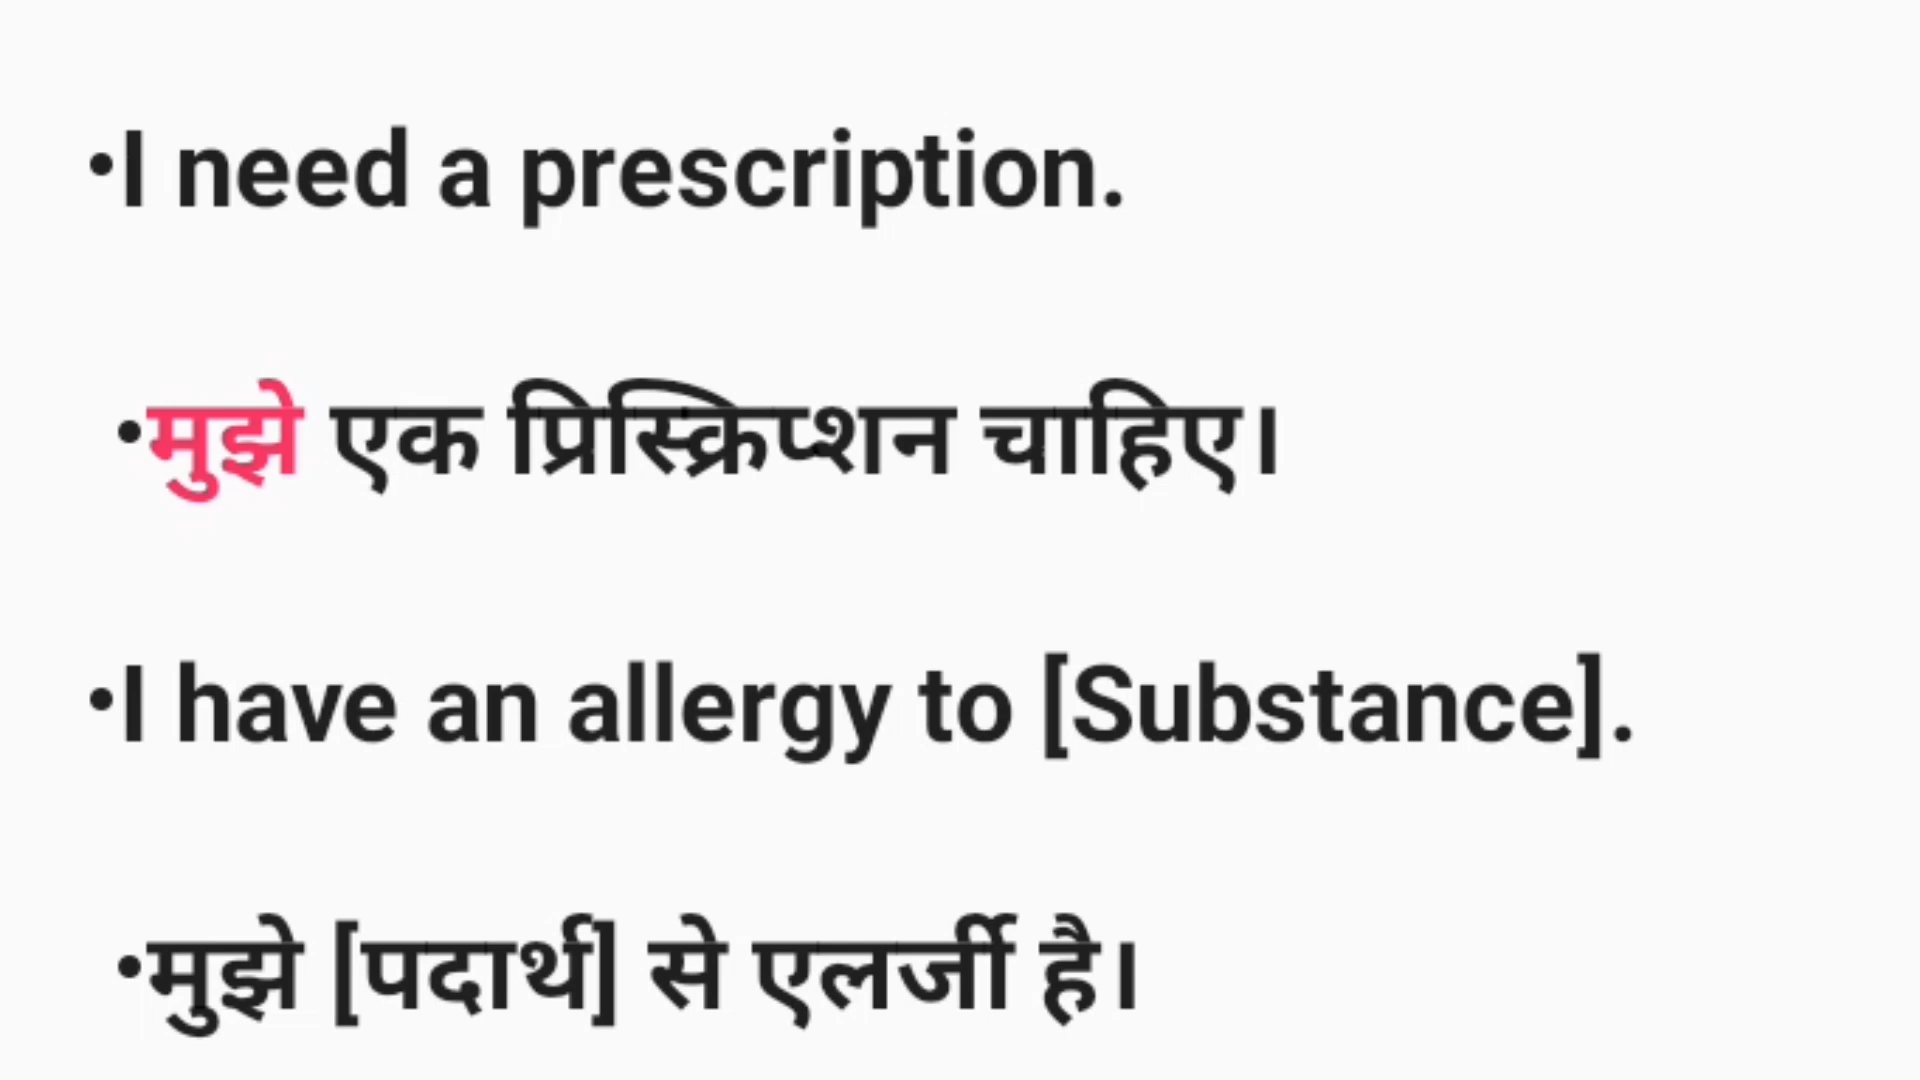 •I need a prescription.
•मुझे एक प्रिस्क्रिप्शन चाहिए।
•I have an allergy to [Substance].
•मुझे [पदार्थ] से एलर्जी है।